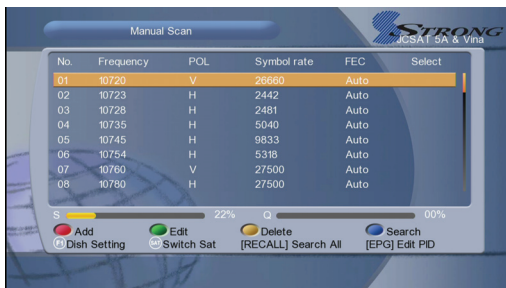 Manual Scan
STRONG
JCSAT 5A & Vina
No. Frequency POL Symbol rate FEC Select
01 10720 V 26660 Auto
02 10723 H 2442 Auto
03 10728 H 2481 Auto
04 10735 H 5040 Auto
05 10745 H 9833 Auto
06 10754 H 5318 Auto
07 10760 V 27500 Auto
08 10780 H 27500 Auto
S 22% Q 00%
Add Edit Delete Search
F1 Dish Setting SAT Switch Sat [RECALL] Search All [EPG] Edit PID